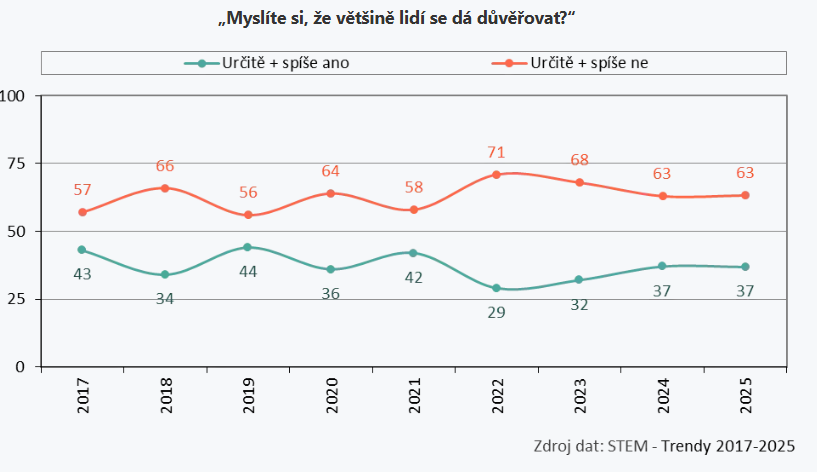 „Myslíte si, že většině lidí se dá důvěřovat?“
Určitě + spíše ano Určitě + spíše ne
100
75
50
25
0
57 66 56 64 58 71 68 63 63
43 34 44 36 42 29 32 37 37
2017 2018 2019 2020 2021 2022 2023 2024 2025
Zdroj dat: STEM - Trendy 2017-2025